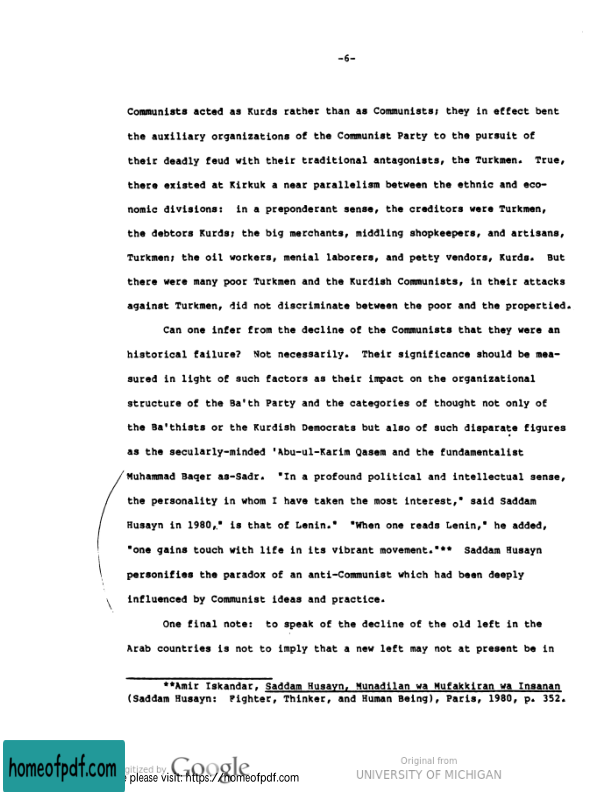 -6-
Communists acted as Kurds rather than as Communists; they in effect bent
the auxiliary organizations of the Communist Party to the pursuit of
their deadly feud with their traditional antagonists, the Turkmen. True,
there existed at Kirkuk a near parallelism between the ethnic and eco-
nomic divisions: in a preponderant sense, the creditors were Turkmen,
the debtors Kurds; the big merchants, middling shopkeepers, and artisans,
Turkmen; the oil workers, menial laborers, and petty vendors, Kurds. But
there were many poor Turkmen and the Kurdish Communists, in their attacks
against Turkmen, did not discriminate between the poor and the propertied.
Can one infer from the decline of the Communists that they were an
historical failure? Not necessarily. Their significance should be mea-
sured in light of such factors as their impact on the organizational
structure of the Ba'th Party and the categories of thought not only of
the Ba'thists or the Kurdish Democrats but also of such disparate figures
as the secularly-minded 'Abu-ul-Karim Qasem and the fundamentalist
Muhammad Baqer as-Sadr. "In a profound political and intellectual sense,
the personality in whom I have taken the most interest," said Saddam
Husayn in 1980," is that of Lenin." "When one reads Lenin," he added,
"one gains touch with life in its vibrant movement."** Saddam Husayn
personifies the paradox of an anti-Communist which had been deeply
influenced by Communist ideas and practice.
One final note: to speak of the decline of the old left in the
Arab countries is not to imply that a new left may not at present be in
**Amir Iskandar, Saddam Husayn, Munadilan wa Mufakkiran wa Insanan
(Saddam Husayn: Fighter, Thinker, and Human Being), Paris, 1980, p. 352.
homeofpdf.com
gitized by Google
please visit: https://homeofpdf.com
Original from
UNIVERSITY OF MICHIGAN